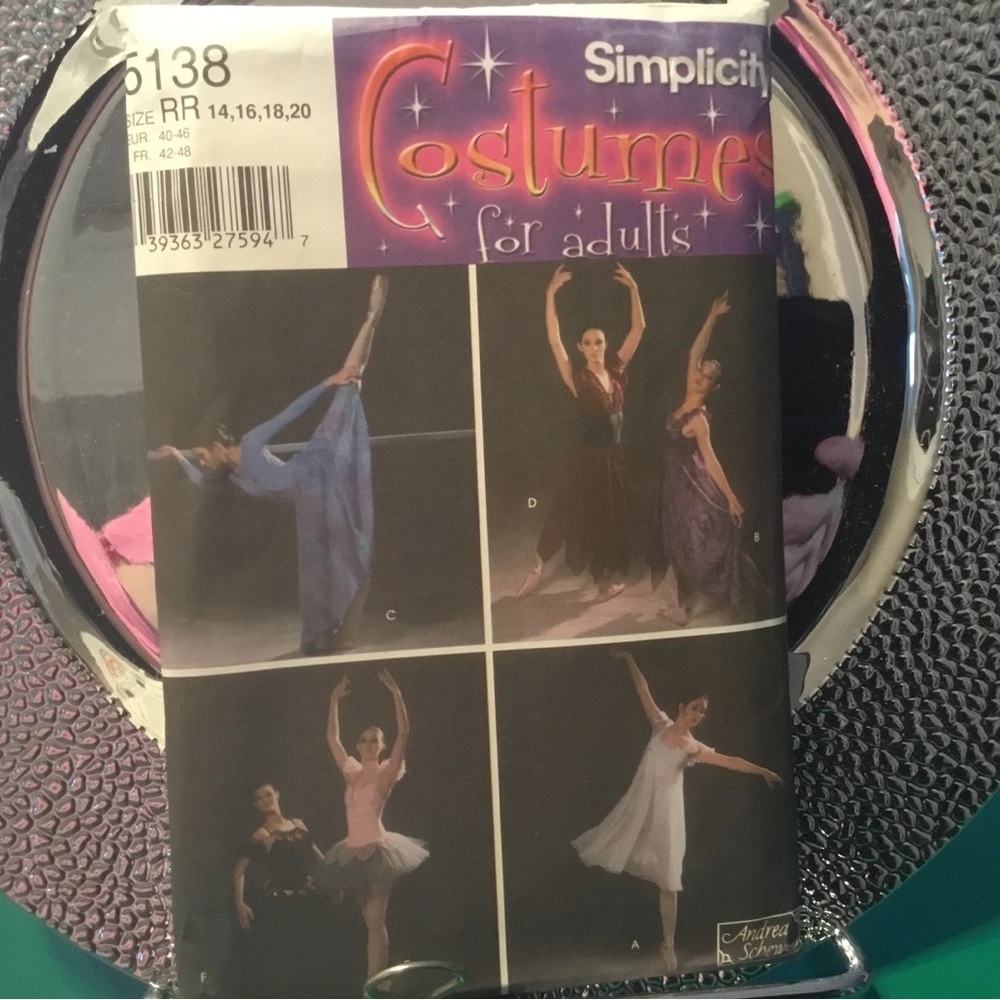 5138
SIZE RR 14,16,18,20
EUR. 40-46
FR. 42-48
39363 27594 7
Simplicity
Costumes
for adults
D
B
C
A
F
Andrea